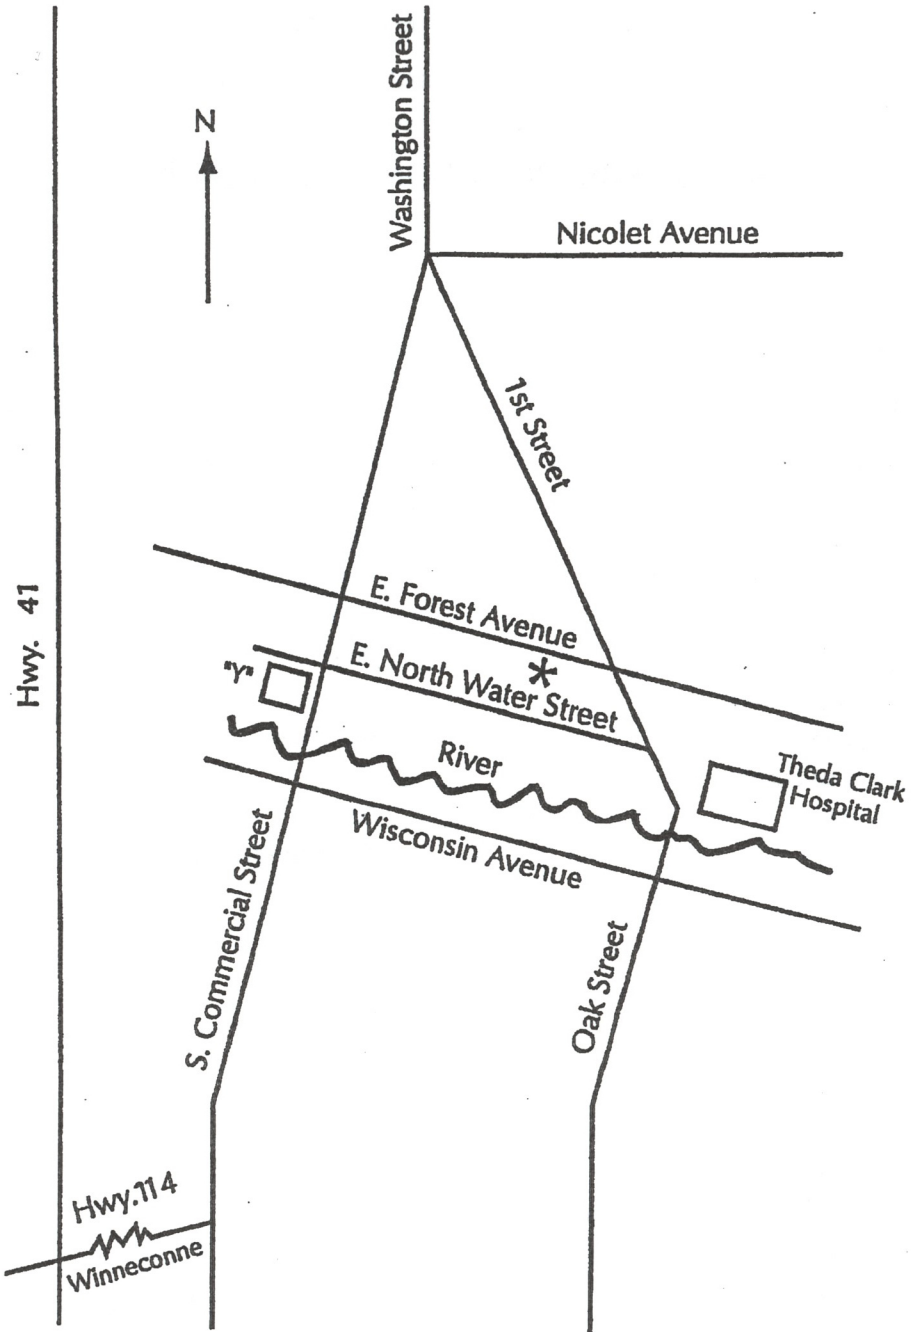 Washington Street
N
Nicolet Avenue
1st Street
Hwy. 41
E. Forest Avenue
*
E. North Water Street
"Y"
River
Theda Clark
Hospital
Wisconsin Avenue
S. Commercial Street
Oak Street
Hwy.114
Winneconne